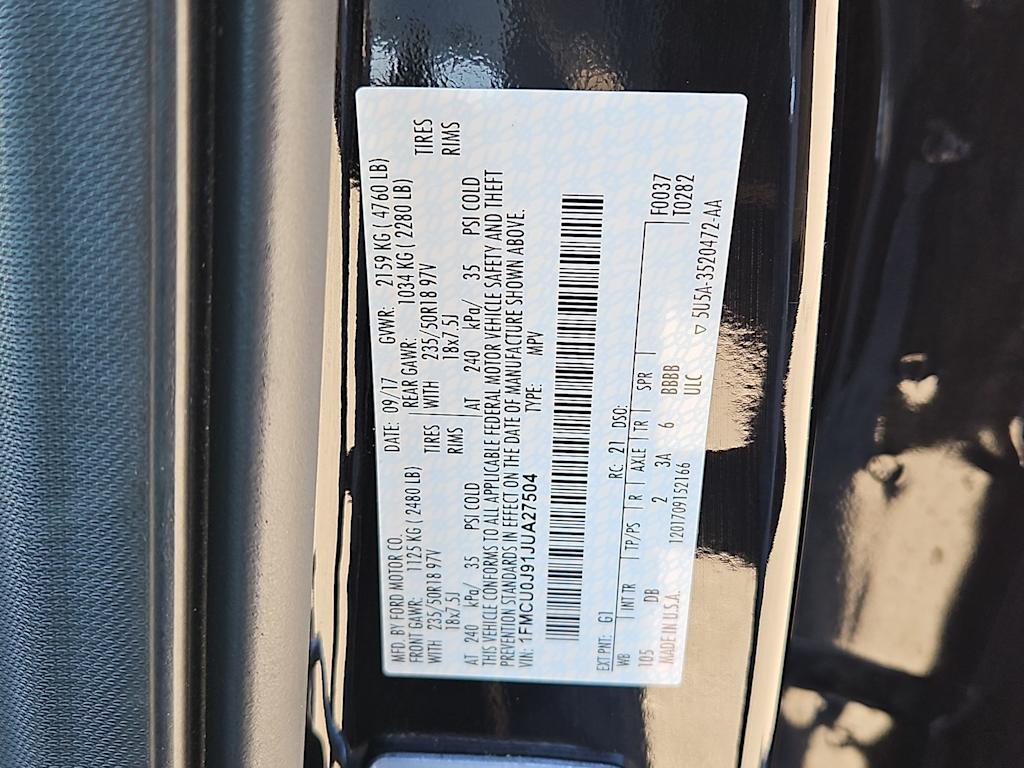 MFD. BY FORD MOTOR CO. DATE: 09/17 GVWR: 2159 KG ( 4760 LB)
FRONT GAWR: 1125 KG ( 2480 LB) REAR GAWR: 1034 KG ( 2280 LB)
WITH 235/50R18 97V TIRES WITH 235/50R18 97V TIRES
18x7.5J RIMS 18x7.5J RIMS
AT 240 kPa/ 35 PSI COLD AT 240 kPa/ 35 PSI COLD
THIS VEHICLE CONFORMS TO ALL APPLICABLE FEDERAL MOTOR VEHICLE SAFETY AND THEFT
PREVENTION STANDARDS IN EFFECT ON THE DATE OF MANUFACTURE SHOWN ABOVE.
VIN: 1FMCU0J91JUA27504 TYPE: MPV
EXT PNT: G1 RC: 21 DSO: F0037
WB INT TR TP/PS R AXLE TR SPR T0282
105 DB 2 3A 6 BBBB
MADE IN U.S.A. 1201709152166 ULC ▽ 5U5A-3520472-AA